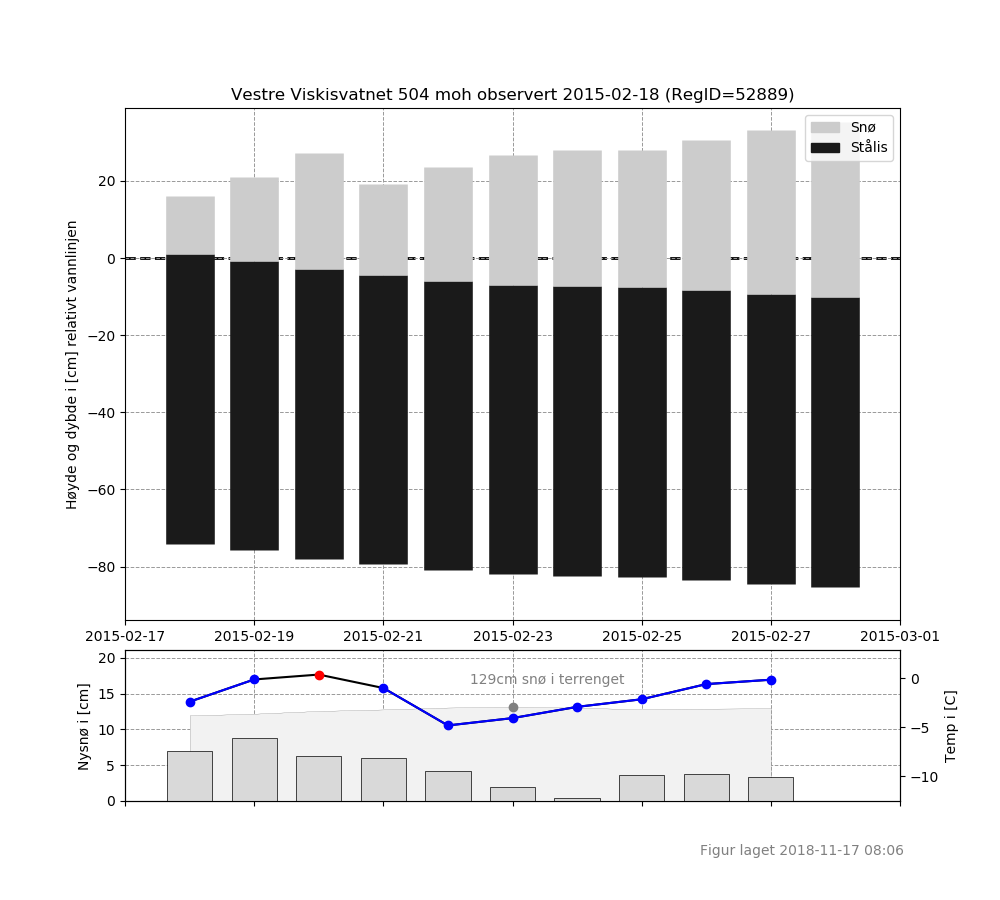 Vestre Viskisvatnet 504 moh observert 2015-02-18 (RegID=52889)
Snø
Stålis
Høyde og dybde i [cm] relativt vannlinjen
20
0
−20
−40
−60
−80
2015-02-17 2015-02-19 2015-02-21 2015-02-23 2015-02-25 2015-02-27 2015-03-01
Nysnø i [cm]
20
15
10
5
0
129cm snø i terrenget
0
−5
−10
Temp i [C]
Figur laget 2018-11-17 08:06